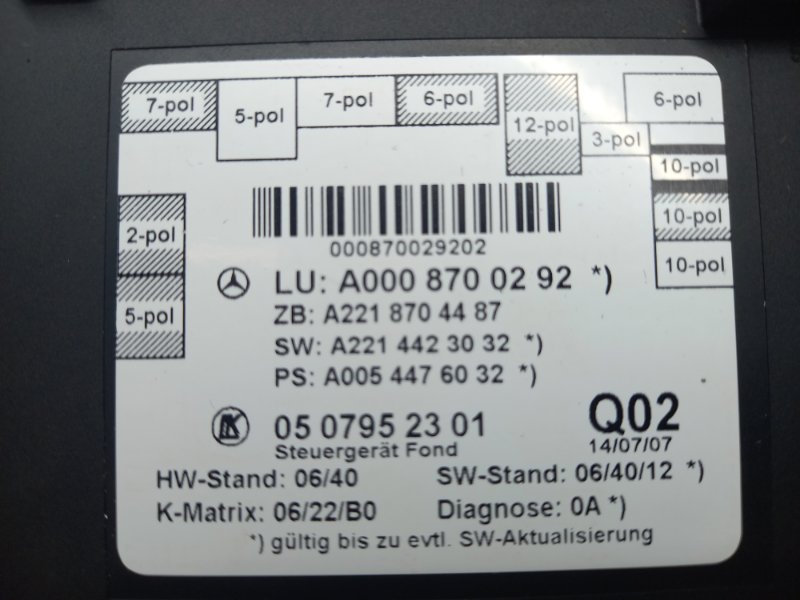 7-pol
5-pol
7-pol
6-pol
12-pol
3-pol
6-pol
10-pol
10-pol
10-pol
2-pol
5-pol
000870029202
LU: A000 870 02 92 *)
ZB: A221 870 44 87
SW: A221 442 30 32 *)
PS: A005 447 60 32 *)
05 0795 23 01
Q02
Steuergerät Fond
14/07/07
HW-Stand: 06/40
SW-Stand: 06/40/12 *)
K-Matrix: 06/22/B0
Diagnose: 0A *)
*) gültig bis zu evtl. SW-Aktualisierung